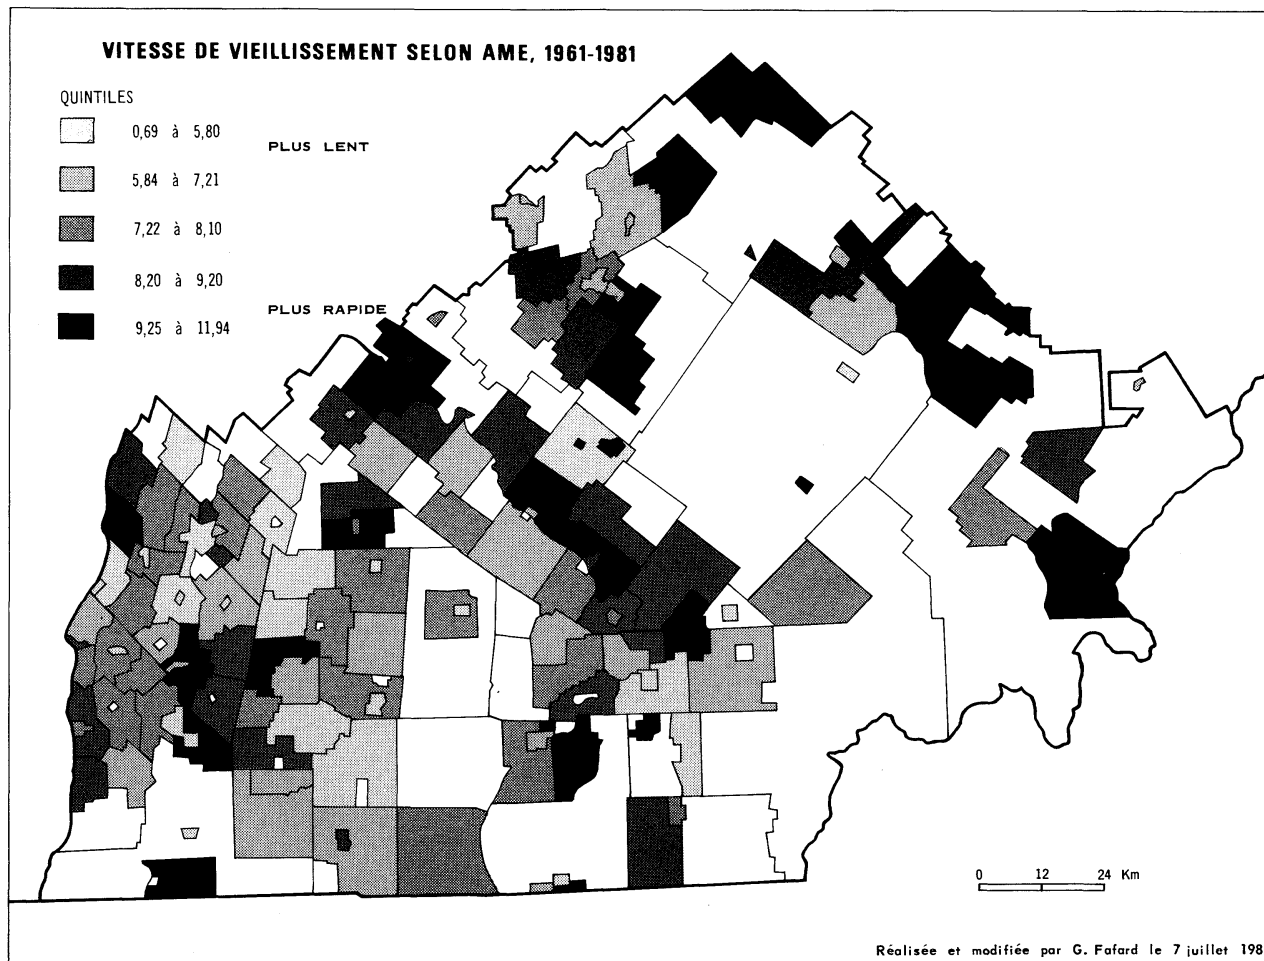 VITESSE DE VIEILLISSEMENT SELON AME, 1961-1981
QUINTILES
0,69 à 5,80
PLUS LENT
5,84 à 7,21
7,22 à 8,10
8,20 à 9,20
PLUS RAPIDE
9,25 à 11,94
0 12 24 Km
Réalisée et modifiée par G. Fafard le 7 juillet 198